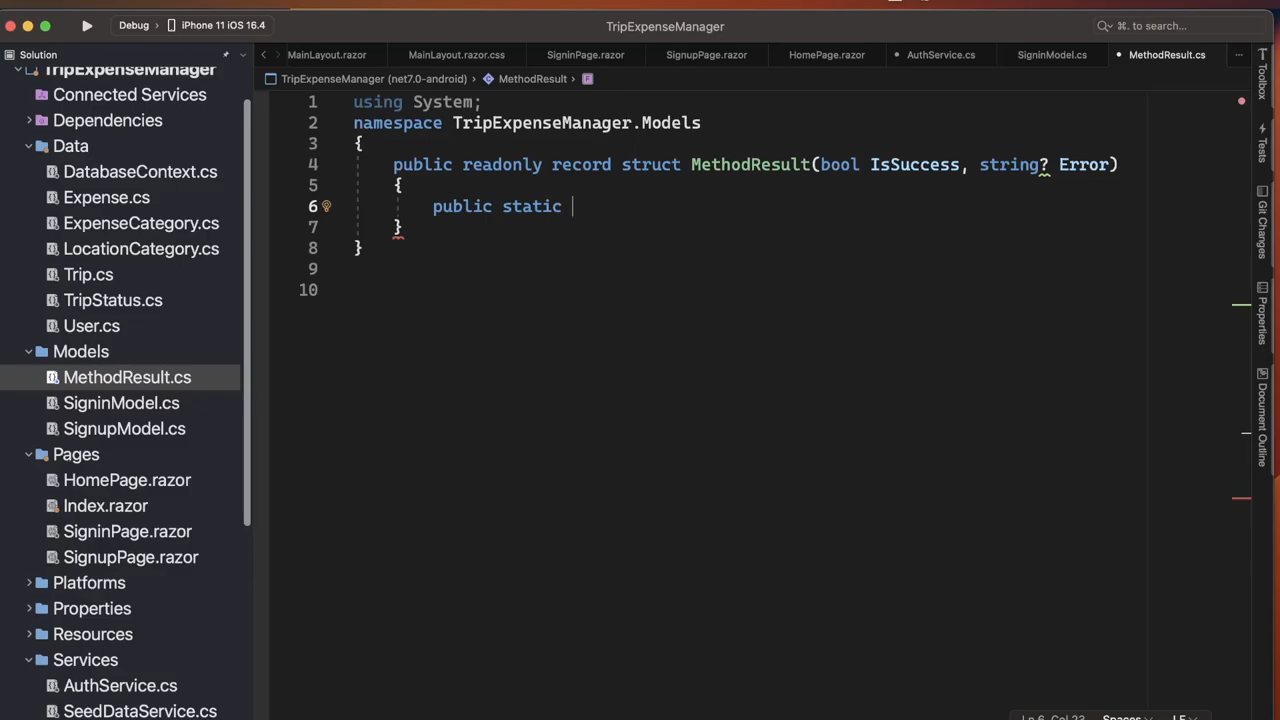 TripExpenseManager
Debug > iPhone 11 iOS 16.4
⌘. to search...
Solution
MainLayout.razor
MainLayout.razor.css
SigninPage.razor
SignupPage.razor
HomePage.razor
AuthService.cs
SigninModel.cs
MethodResult.cs
TripExpenseManager (net7.0-android) > MethodResult >
TripExpenseManager
Connected Services
Dependencies
Data
DatabaseContext.cs
Expense.cs
ExpenseCategory.cs
LocationCategory.cs
Trip.cs
TripStatus.cs
User.cs
Models
MethodResult.cs
SigninModel.cs
SignupModel.cs
Pages
HomePage.razor
Index.razor
SigninPage.razor
SignupPage.razor
Platforms
Properties
Resources
Services
AuthService.cs
SeedDataService.cs
1 using System;
2 namespace TripExpenseManager.Models
3 {
4 public readonly record struct MethodResult(bool IsSuccess, string? Error)
5 {
6 public static
7 }
8 }
9
10
Toolbox
Tests
Git Changes
Properties
Document Outline
Ln 6, Col 23
Spaces
LF